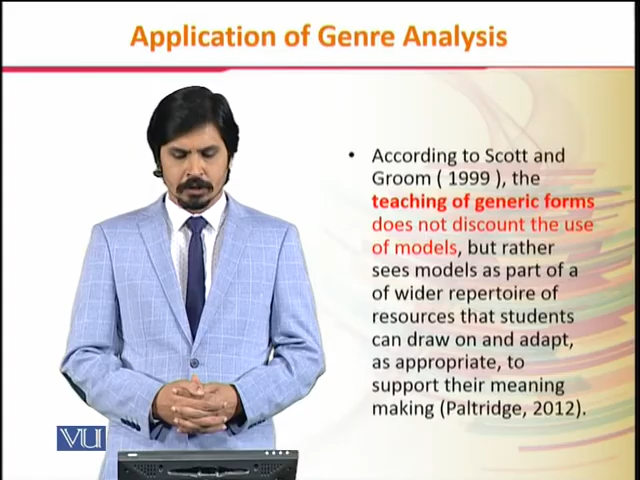 Application of Genre Analysis
• According to Scott and
Groom ( 1999 ), the
teaching of generic forms
does not discount the use
of models, but rather
sees models as part of a
of wider repertoire of
resources that students
can draw on and adapt,
as appropriate, to
support their meaning
making (Paltridge, 2012).
VU